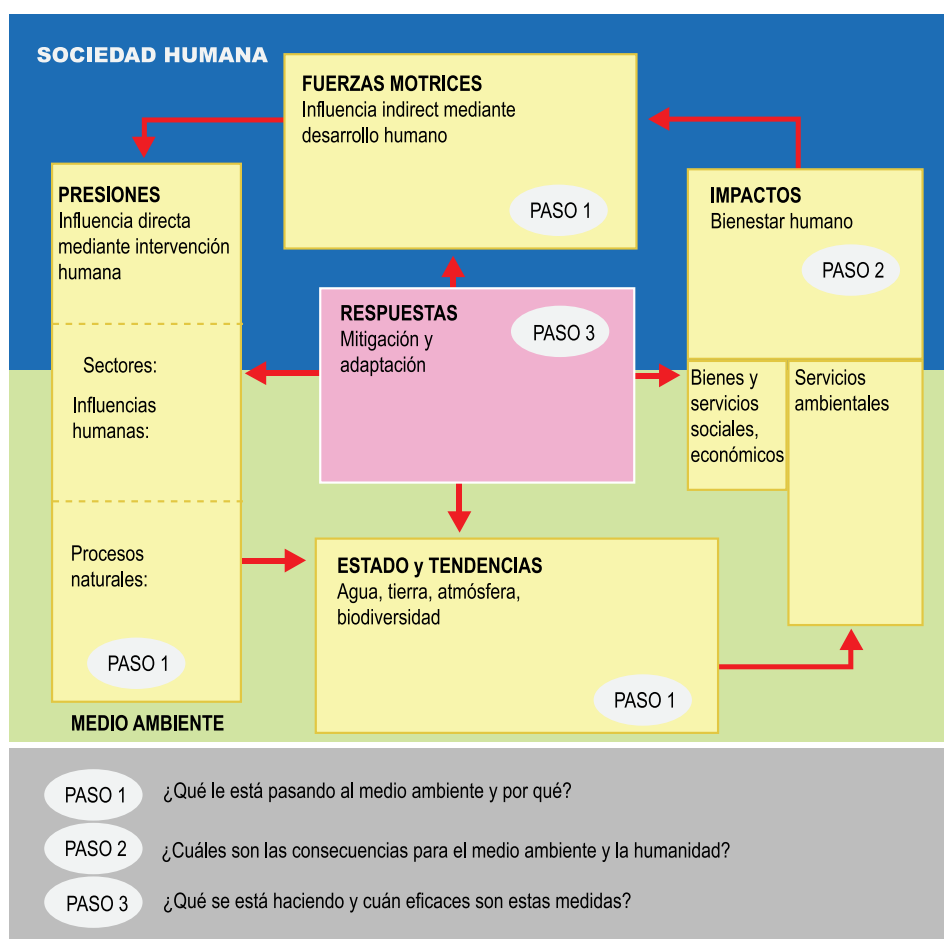 SOCIEDAD HUMANA
FUERZAS MOTRICES
Influencia indirect mediante
desarrollo humano
PASO 1
PRESIONES
Influencia directa
mediante intervención
humana
Sectores:
Influencias
humanas:
Procesos
naturales:
PASO 1
IMPACTOS
Bienestar humano
PASO 2
Bienes y
servicios
sociales,
económicos
Servicios
ambientales
RESPUESTAS
Mitigación y
adaptación
PASO 3
ESTADO y TENDENCIAS
Agua, tierra, atmósfera,
biodiversidad
PASO 1
MEDIO AMBIENTE
PASO 1 ¿Qué le está pasando al medio ambiente y por qué?
PASO 2 ¿Cuáles son las consecuencias para el medio ambiente y la humanidad?
PASO 3 ¿Qué se está haciendo y cuán eficaces son estas medidas?